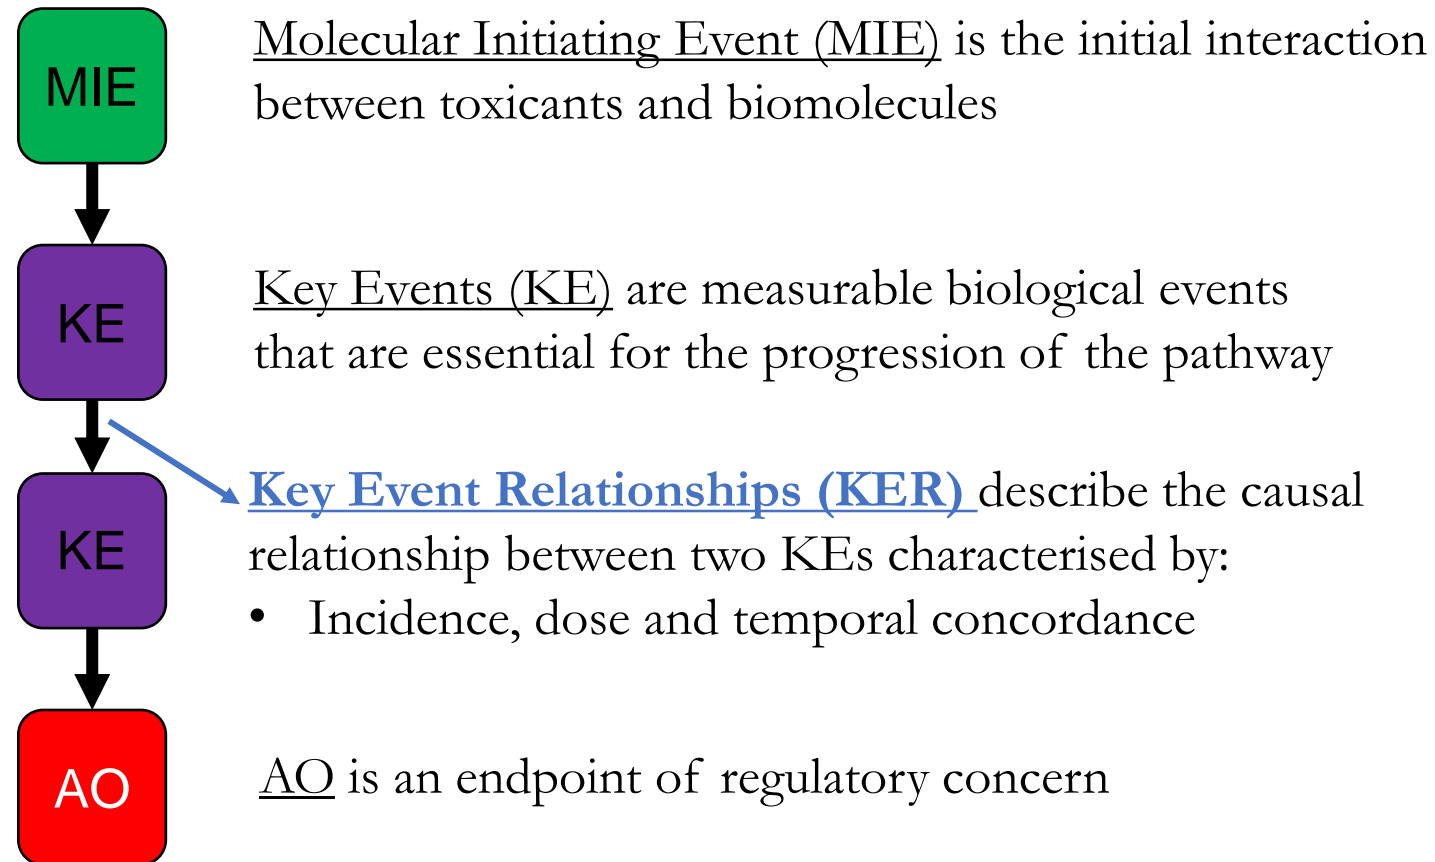 MIE
Molecular Initiating Event (MIE) is the initial interaction
between toxicants and biomolecules
KE
Key Events (KE) are measurable biological events
that are essential for the progression of the pathway
KE
Key Event Relationships (KER) describe the causal
relationship between two KEs characterised by:
• Incidence, dose and temporal concordance
AO
AO is an endpoint of regulatory concern